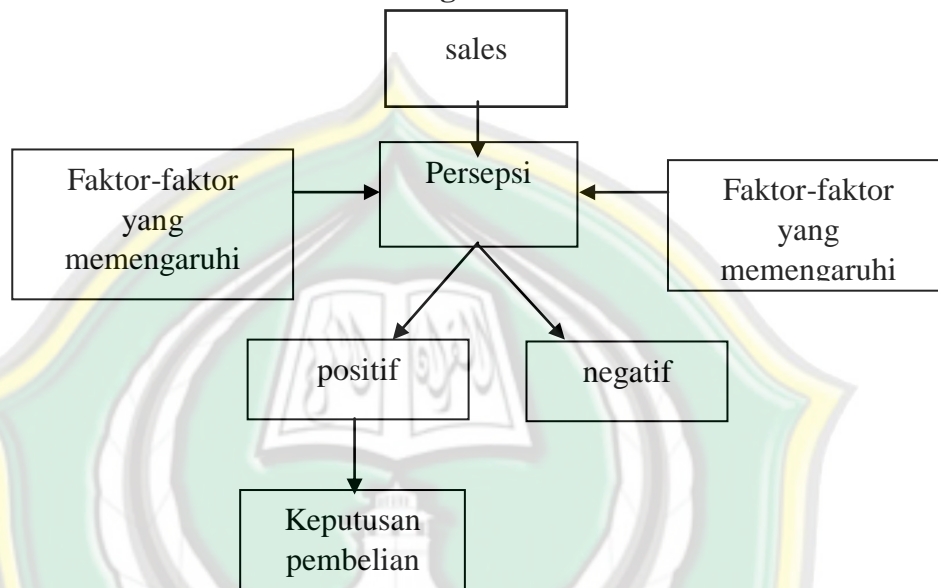 sales
Persepsi
Faktor-faktor
yang
memengaruhi
Faktor-faktor
yang
memengaruhi
positif
negatif
Keputusan
pembelian